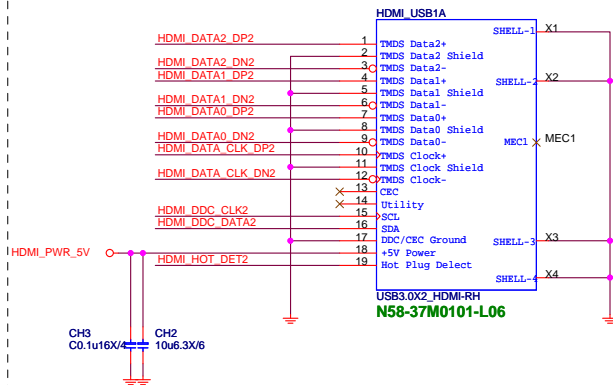 HDMI_USB1A
HDMI_DATA2_DP2 1 TMDS Data2+ SHELL-1 X1
2 TMDS Data2 Shield
HDMI_DATA2_DN2 3 TMDS Data2-
HDMI_DATA1_DP2 4 TMDS Data1+ SHELL-2 X2
5 TMDS Data1 Shield
HDMI_DATA1_DN2 6 TMDS Data1-
HDMI_DATA0_DP2 7 TMDS Data0+
8 TMDS Data0 Shield
HDMI_DATA0_DN2 9 TMDS Data0- MEC1 MEC1
HDMI_DATA_CLK_DP2 10 TMDS Clock+
11 TMDS Clock Shield
HDMI_DATA_CLK_DN2 12 TMDS Clock-
13 CEC
14 Utility
HDMI_DDC_CLK2 15 SCL
HDMI_DDC_DATA2 16 SDA
17 DDC/CEC Ground SHELL-3 X3
HDMI_PWR_5V 18 +5V Power
HDMI_HOT_DET2 19 Hot Plug Delect
SHELL-4 X4
USB3.0X2_HDMI-RH
N58-37M0101-L06
CH3 CH2
C0.1u16X/4 10u6.3X/6